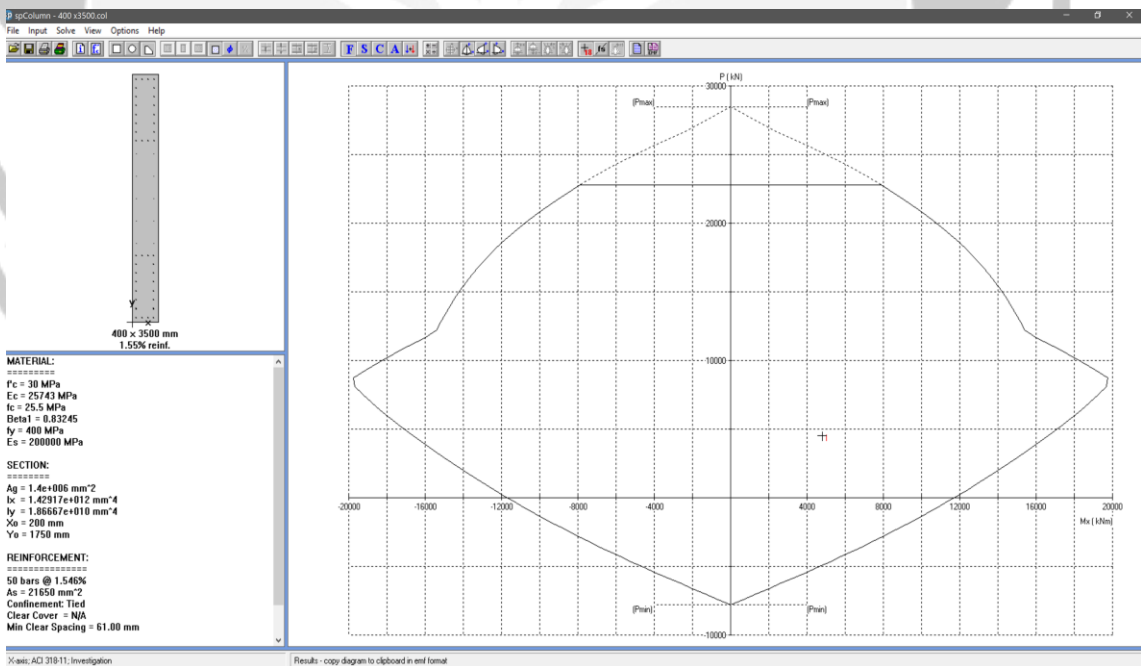 spColumn - 400 x3500.col
File Input Solve View Options Help
F S C A
400 x 3500 mm
1.55% reinf.
MATERIAL:
=========
f'c = 30 MPa
Ec = 25743 MPa
fc = 25.5 MPa
Beta1 = 0.83245
fy = 400 MPa
Es = 200000 MPa
SECTION:
========
Ag = 1.4e+006 mm^2
Ix = 1.42917e+012 mm^4
Iy = 1.86667e+010 mm^4
Xo = 200 mm
Yo = 1750 mm
REINFORCEMENT:
==============
50 bars @ 1.546%
As = 21650 mm^2
Confinement: Tied
Clear Cover = N/A
Min Clear Spacing = 61.00 mm
P ( kN)
30000
(Pmax) (Pmax)
20000
10000
1
-20000 -16000 -12000 -8000 -4000 4000 8000 12000 16000 20000
Mx ( kNm)
(Pmin) (Pmin)
-10000
X-axis; ACI 318-11; Investigation
Results - copy diagram to clipboard in emf format